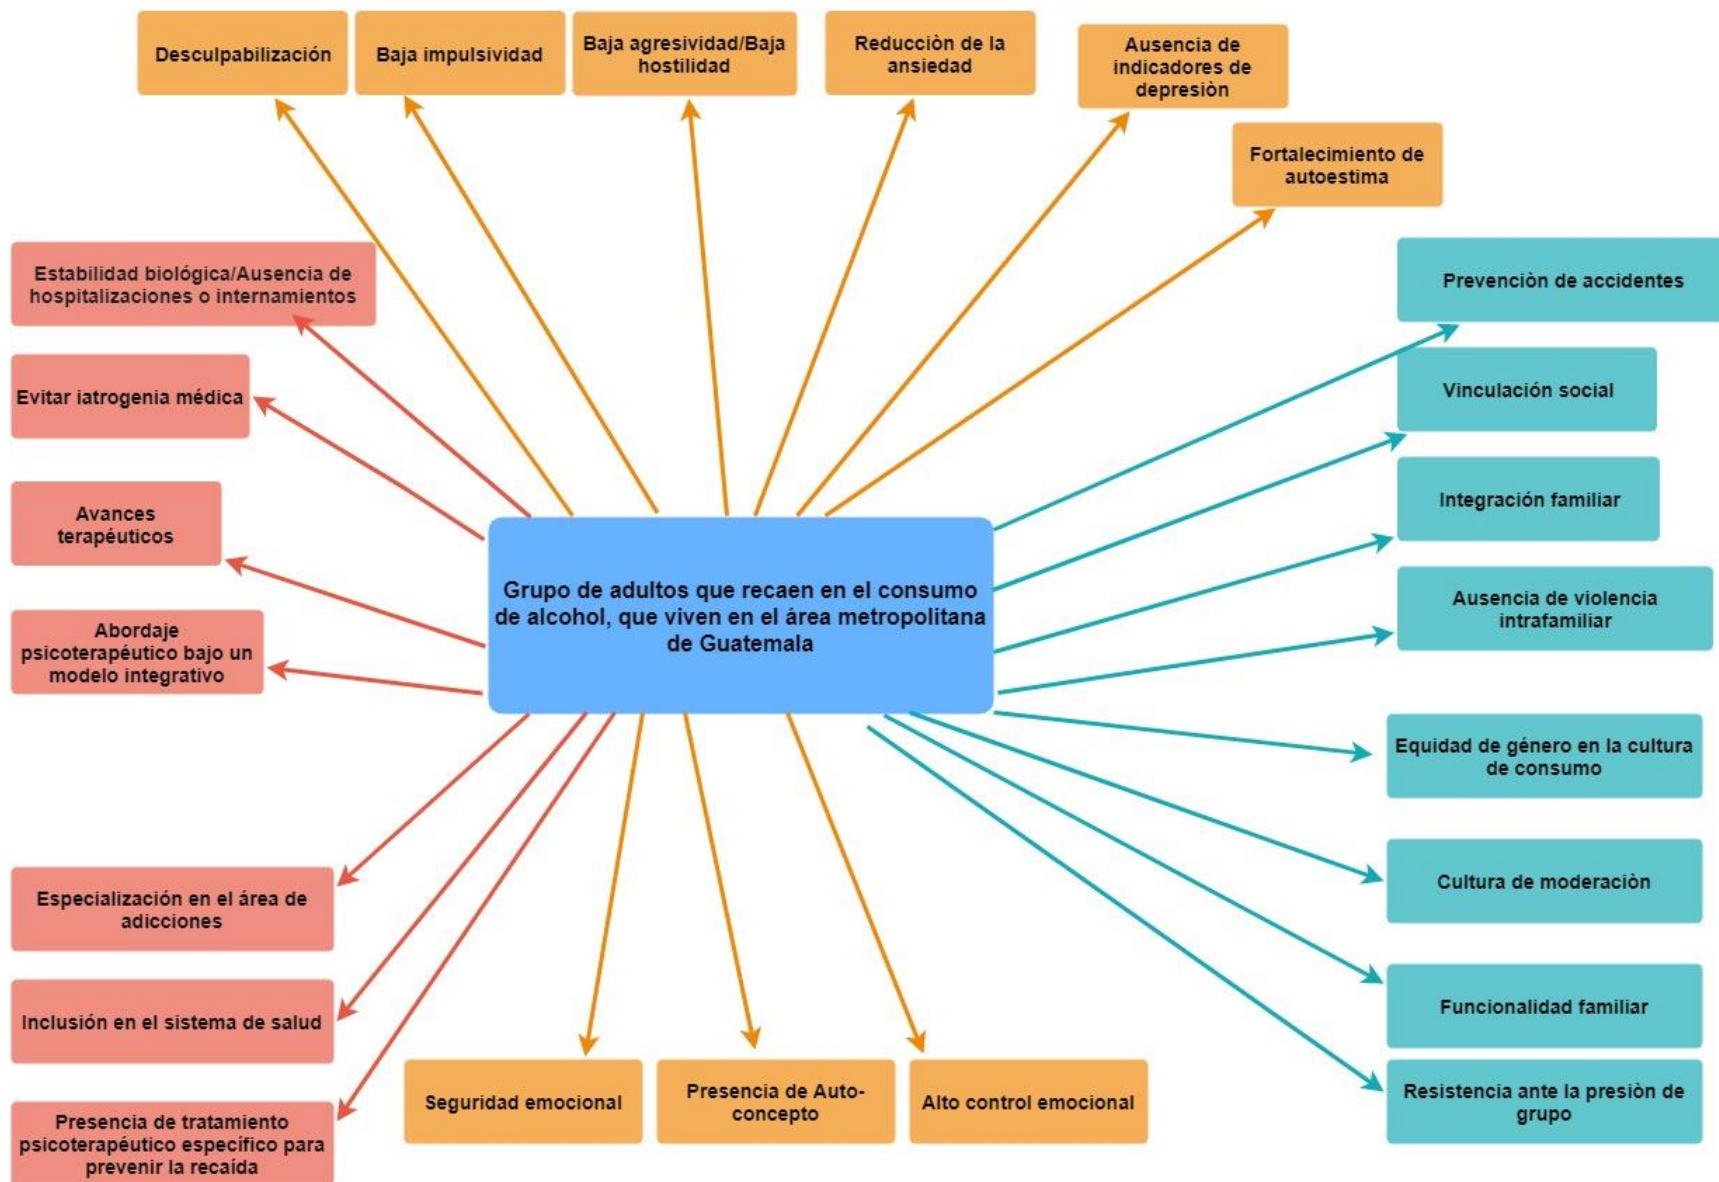 Desculpabilización
Baja impulsividad
Baja agresividad/Baja
hostilidad
Reducciòn de la
ansiedad
Ausencia de
indicadores de
depresiòn
Fortalecimiento de
autoestima
Estabilidad biológica/Ausencia de
hospitalizaciones o internamientos
Evitar iatrogenia médica
Avances
terapéuticos
Abordaje
psicoterapéutico bajo un
modelo integrativo
Grupo de adultos que recaen en el consumo
de alcohol, que viven en el área metropolitana
de Guatemala
Prevenciòn de accidentes
Vinculación social
Integración familiar
Ausencia de violencia
intrafamiliar
Equidad de género en la cultura
de consumo
Cultura de moderaciòn
Funcionalidad familiar
Resistencia ante la presiòn de
grupo
Especialización en el área de
adicciones
Inclusión en el sistema de salud
Presencia de tratamiento
psicoterapéutico específico para
prevenir la recaída
Seguridad emocional
Presencia de Auto-
concepto
Alto control emocional